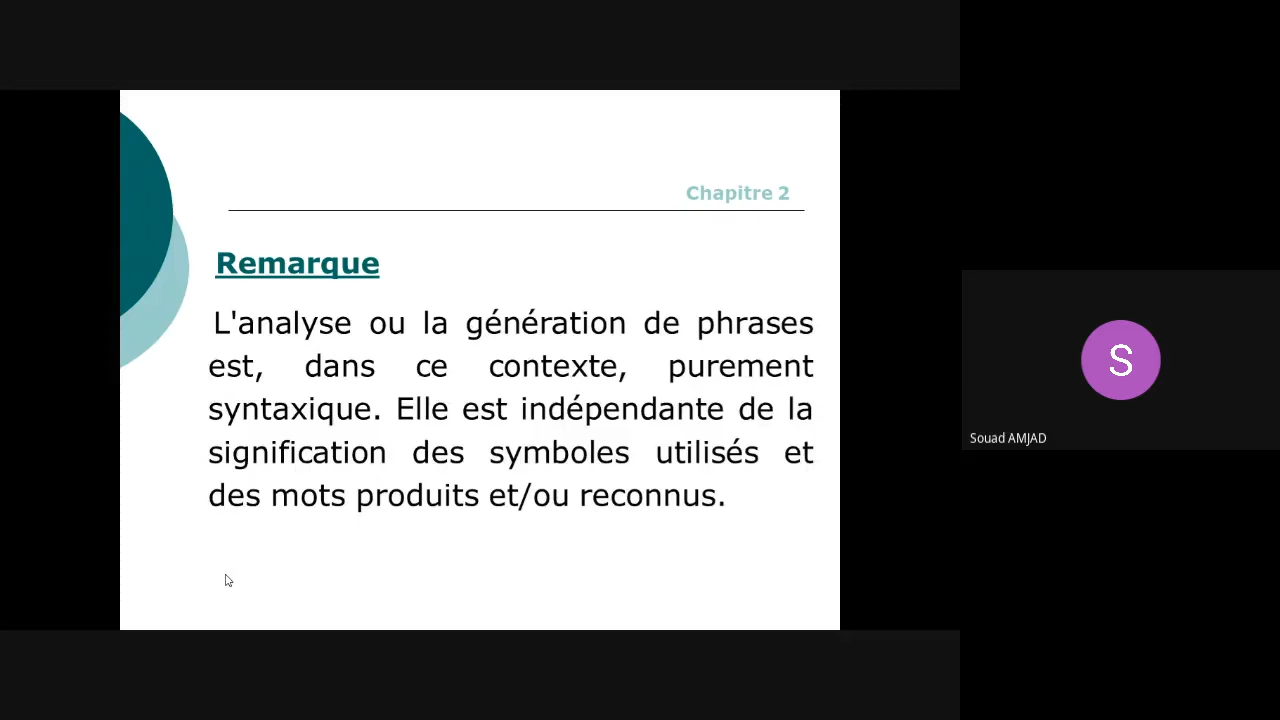 Chapitre 2
Remarque
L'analyse ou la génération de phrases
est, dans ce contexte, purement
syntaxique. Elle est indépendante de la
signification des symboles utilisés et
des mots produits et/ou reconnus.
S
Souad AMJAD